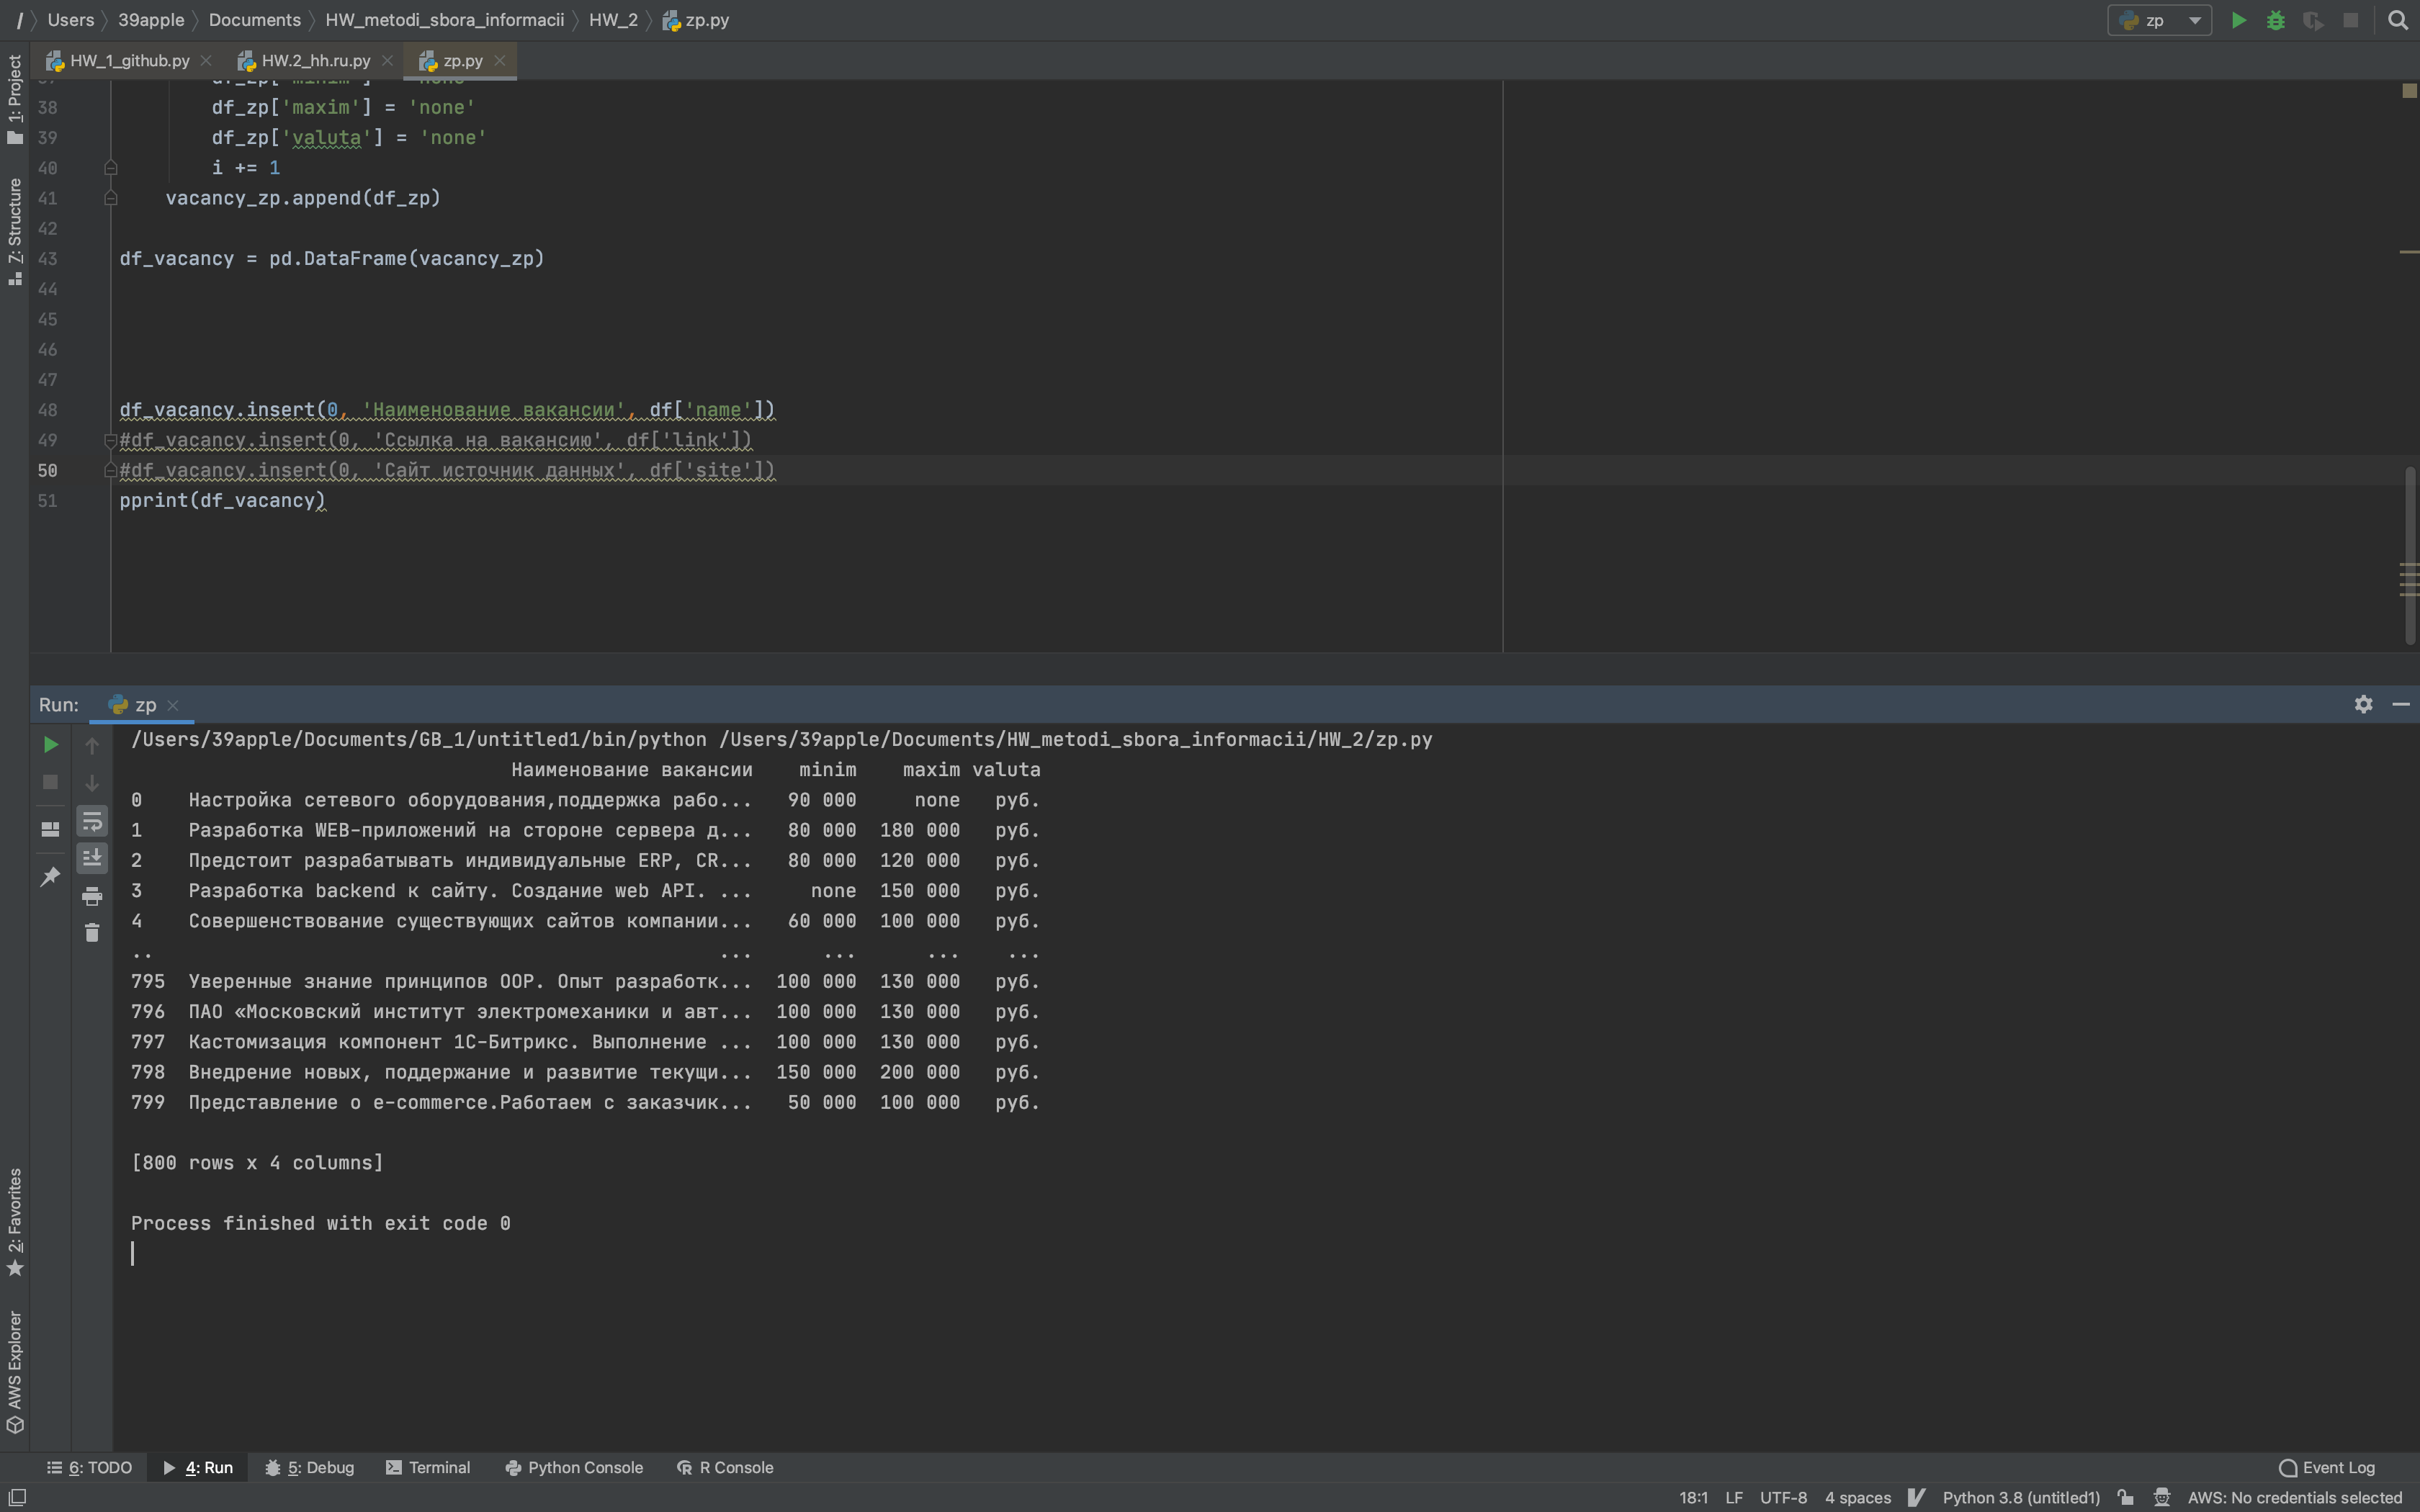 / Users 39apple Documents HW_metodi_sbora_informacii HW_2 zp.py
zp
HW_1_github.py HW.2_hh.ru.py zp.py
1: Project
7: Structure
2: Favorites
AWS Explorer
37 df_zp['minim'] = 'none'
38 df_zp['maxim'] = 'none'
39 df_zp['valuta'] = 'none'
40 i += 1
41 vacancy_zp.append(df_zp)
42
43 df_vacancy = pd.DataFrame(vacancy_zp)
44
45
46
47
48 df_vacancy.insert(0, 'Наименование вакансии', df['name'])
49 #df_vacancy.insert(0, 'Ссылка на вакансию', df['link'])
50 #df_vacancy.insert(0, 'Сайт источник данных', df['site'])
51 pprint(df_vacancy)
Run: zp
/Users/39apple/Documents/GB_1/untitled1/bin/python /Users/39apple/Documents/HW_metodi_sbora_informacii/HW_2/zp.py
Наименование вакансии minim maxim valuta
0 Настройка сетевого оборудования,поддержка рабо... 90 000 none руб.
1 Разработка WEB-приложений на стороне сервера д... 80 000 180 000 руб.
2 Предстоит разрабатывать индивидуальные ERP, CR... 80 000 120 000 руб.
3 Разработка backend к сайту. Создание web API. ... none 150 000 руб.
4 Совершенствование существующих сайтов компании... 60 000 100 000 руб.
.. ... ... ... ...
795 Уверенные знание принципов ООР. Опыт разработк... 100 000 130 000 руб.
796 ПАО «Московский институт электромеханики и авт... 100 000 130 000 руб.
797 Кастомизация компонент 1С-Битрикс. Выполнение ... 100 000 130 000 руб.
798 Внедрение новых, поддержание и развитие текущи... 150 000 200 000 руб.
799 Представление о e-commerce.Работаем с заказчик... 50 000 100 000 руб.
[800 rows x 4 columns]
Process finished with exit code 0
6: TODO 4: Run 5: Debug Terminal Python Console R Console Event Log
18:1 LF UTF-8 4 spaces Python 3.8 (untitled1) AWS: No credentials selected